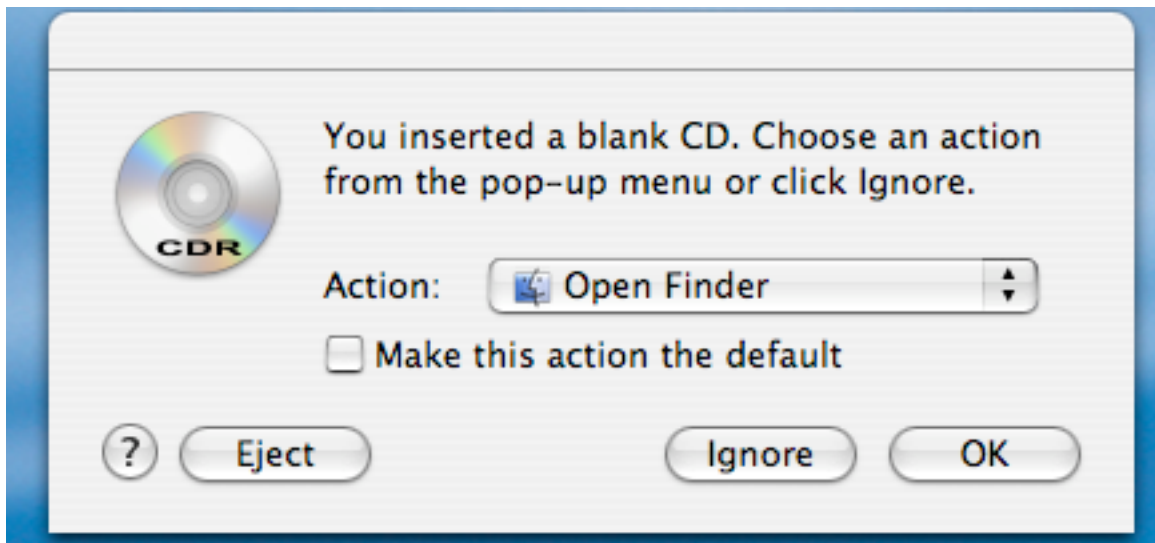 You inserted a blank CD. Choose an action
from the pop-up menu or click Ignore.
CDR
Action: Open Finder
Make this action the default
? Eject Ignore OK